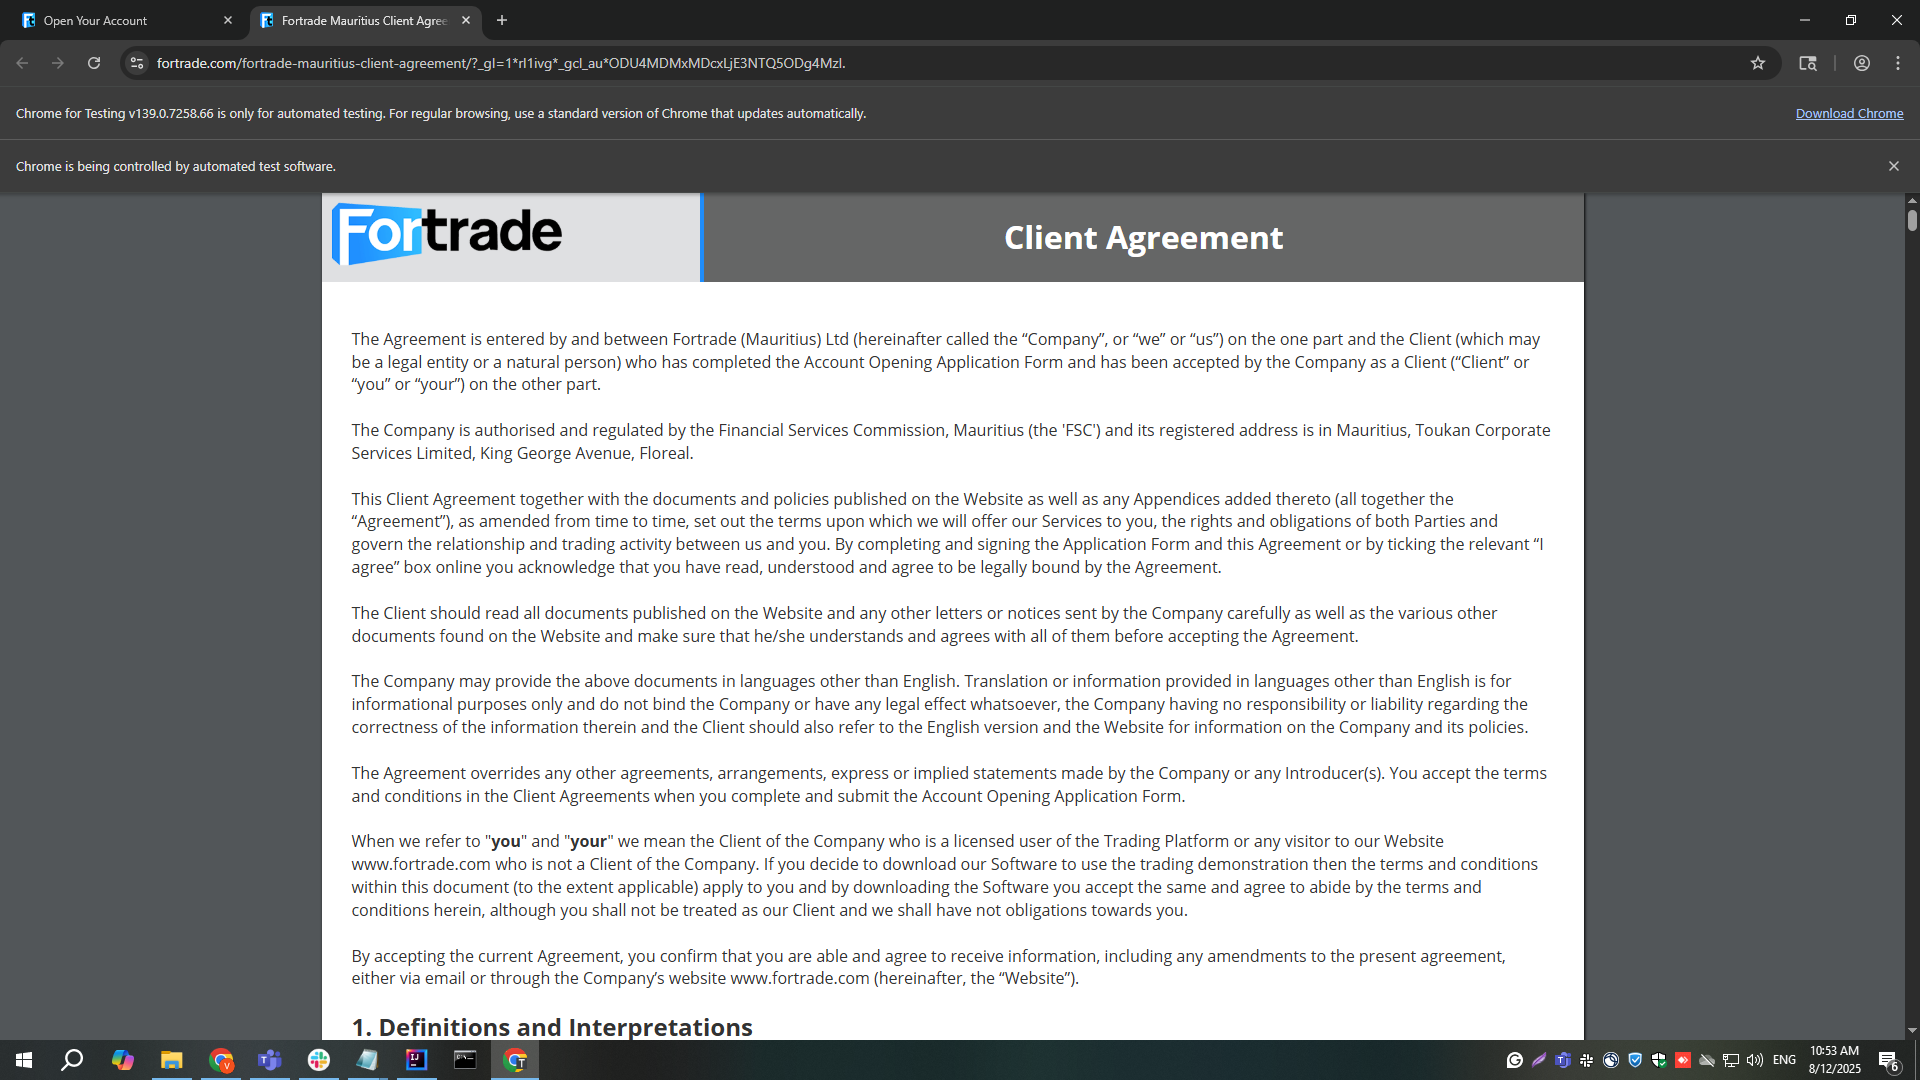 Open Your Account
Fortrade Mauritius Client Agree
fortrade.com/fortrade-mauritius-client-agreement/?_gl=1*rl1ivg*_gcl_au*ODU4MDMxMDcxLjE3NTQ5ODg4MzI.
Chrome for Testing v139.0.7258.66 is only for automated testing. For regular browsing, use a standard version of Chrome that updates automatically.
Download Chrome
Chrome is being controlled by automated test software.
Fortrade
Client Agreement
The Agreement is entered by and between Fortrade (Mauritius) Ltd (hereinafter called the “Company”, or “we” or “us”) on the one part and the Client (which may
be a legal entity or a natural person) who has completed the Account Opening Application Form and has been accepted by the Company as a Client (“Client” or
“you” or “your”) on the other part.
The Company is authorised and regulated by the Financial Services Commission, Mauritius (the 'FSC') and its registered address is in Mauritius, Toukan Corporate
Services Limited, King George Avenue, Floreal.
This Client Agreement together with the documents and policies published on the Website as well as any Appendices added thereto (all together the
“Agreement”), as amended from time to time, set out the terms upon which we will offer our Services to you, the rights and obligations of both Parties and
govern the relationship and trading activity between us and you. By completing and signing the Application Form and this Agreement or by ticking the relevant “I
agree” box online you acknowledge that you have read, understood and agree to be legally bound by the Agreement.
The Client should read all documents published on the Website and any other letters or notices sent by the Company carefully as well as the various other
documents found on the Website and make sure that he/she understands and agrees with all of them before accepting the Agreement.
The Company may provide the above documents in languages other than English. Translation or information provided in languages other than English is for
informational purposes only and do not bind the Company or have any legal effect whatsoever, the Company having no responsibility or liability regarding the
correctness of the information therein and the Client should also refer to the English version and the Website for information on the Company and its policies.
The Agreement overrides any other agreements, arrangements, express or implied statements made by the Company or any Introducer(s). You accept the terms
and conditions in the Client Agreements when you complete and submit the Account Opening Application Form.
When we refer to "you" and "your" we mean the Client of the Company who is a licensed user of the Trading Platform or any visitor to our Website
www.fortrade.com who is not a Client of the Company. If you decide to download our Software to use the trading demonstration then the terms and conditions
within this document (to the extent applicable) apply to you and by downloading the Software you accept the same and agree to abide by the terms and
conditions herein, although you shall not be treated as our Client and we shall have not obligations towards you.
By accepting the current Agreement, you confirm that you are able and agree to receive information, including any amendments to the present agreement,
either via email or through the Company’s website www.fortrade.com (hereinafter, the “Website”).
1. Definitions and Interpretations
ENG
10:53 AM
8/12/2025
6